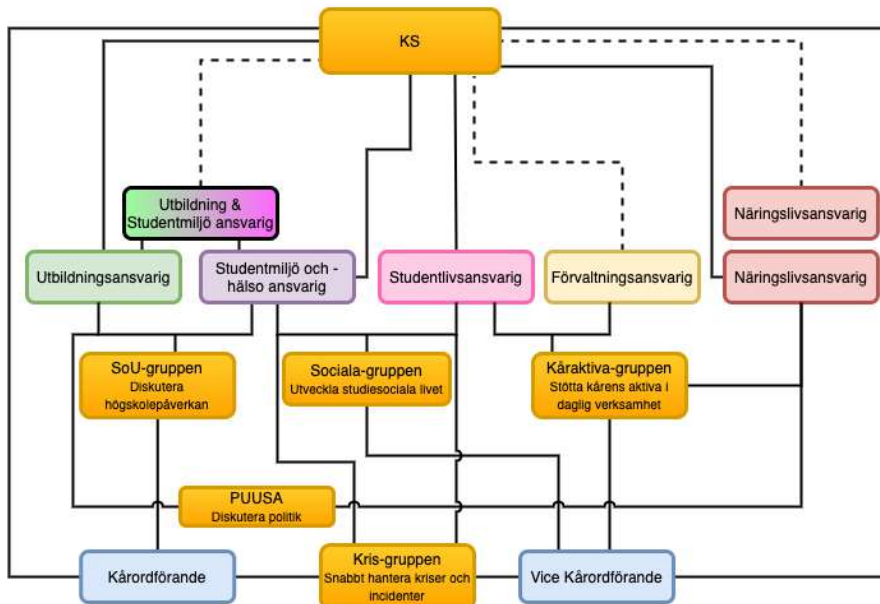 KS
Utbildning &
Studentmiljö ansvarig
Näringslivsansvarig
Utbildningsansvarig
Studentmiljö och -
hälso ansvarig
Studentlivsansvarig
Förvaltningsansvarig
Näringslivsansvarig
SoU-gruppen
Diskutera
högskolepåverkan
Sociala-gruppen
Utveckla studiesociala livet
Kåraktiva-gruppen
Stötta kårens aktiva i
daglig verksamhet
PUUSA
Diskutera politik
Kårordförande
Kris-gruppen
Snabbt hantera kriser och
incidenter
Vice Kårordförande